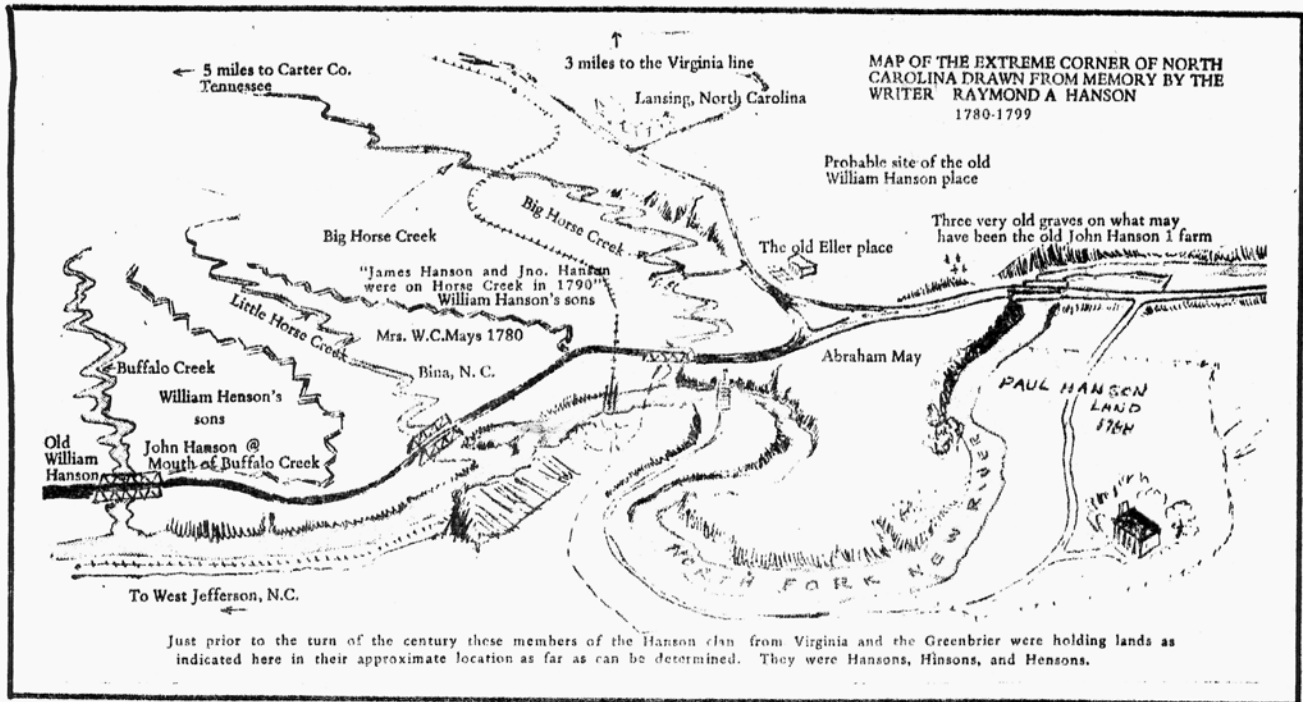 MAP OF THE EXTREME CORNER OF NORTH
CAROLINA DRAWN FROM MEMORY BY THE
WRITER RAYMOND A HANSON
1780-1799
← 5 miles to Carter Co.
Tennessee
↑
3 miles to the Virginia line
Lansing, North Carolina
Probable site of the old
William Hanson place
Three very old graves on what may
have been the old John Hanson 1 farm
The old Eller place
Big Horse Creek
Big Horse Creek
"James Hanson and Jno. Hansan
were on Horse Creek in 1790"
William Hanson's sons
Little Horse Creek
Mrs. W.C.Mays 1780
Abraham May
Bina, N. C.
Buffalo Creek
William Henson's
sons
PAUL HANSON
LAND
Old
William
Hanson
John Hanson @
Mouth of Buffalo Creek
NORTH FORK NEW RIVER
To West Jefferson, N.C.
←
Just prior to the turn of the century these members of the Hanson clan from Virginia and the Greenbrier were holding lands as
indicated here in their approximate location as far as can be determined. They were Hansons, Hinsons, and Hensons.